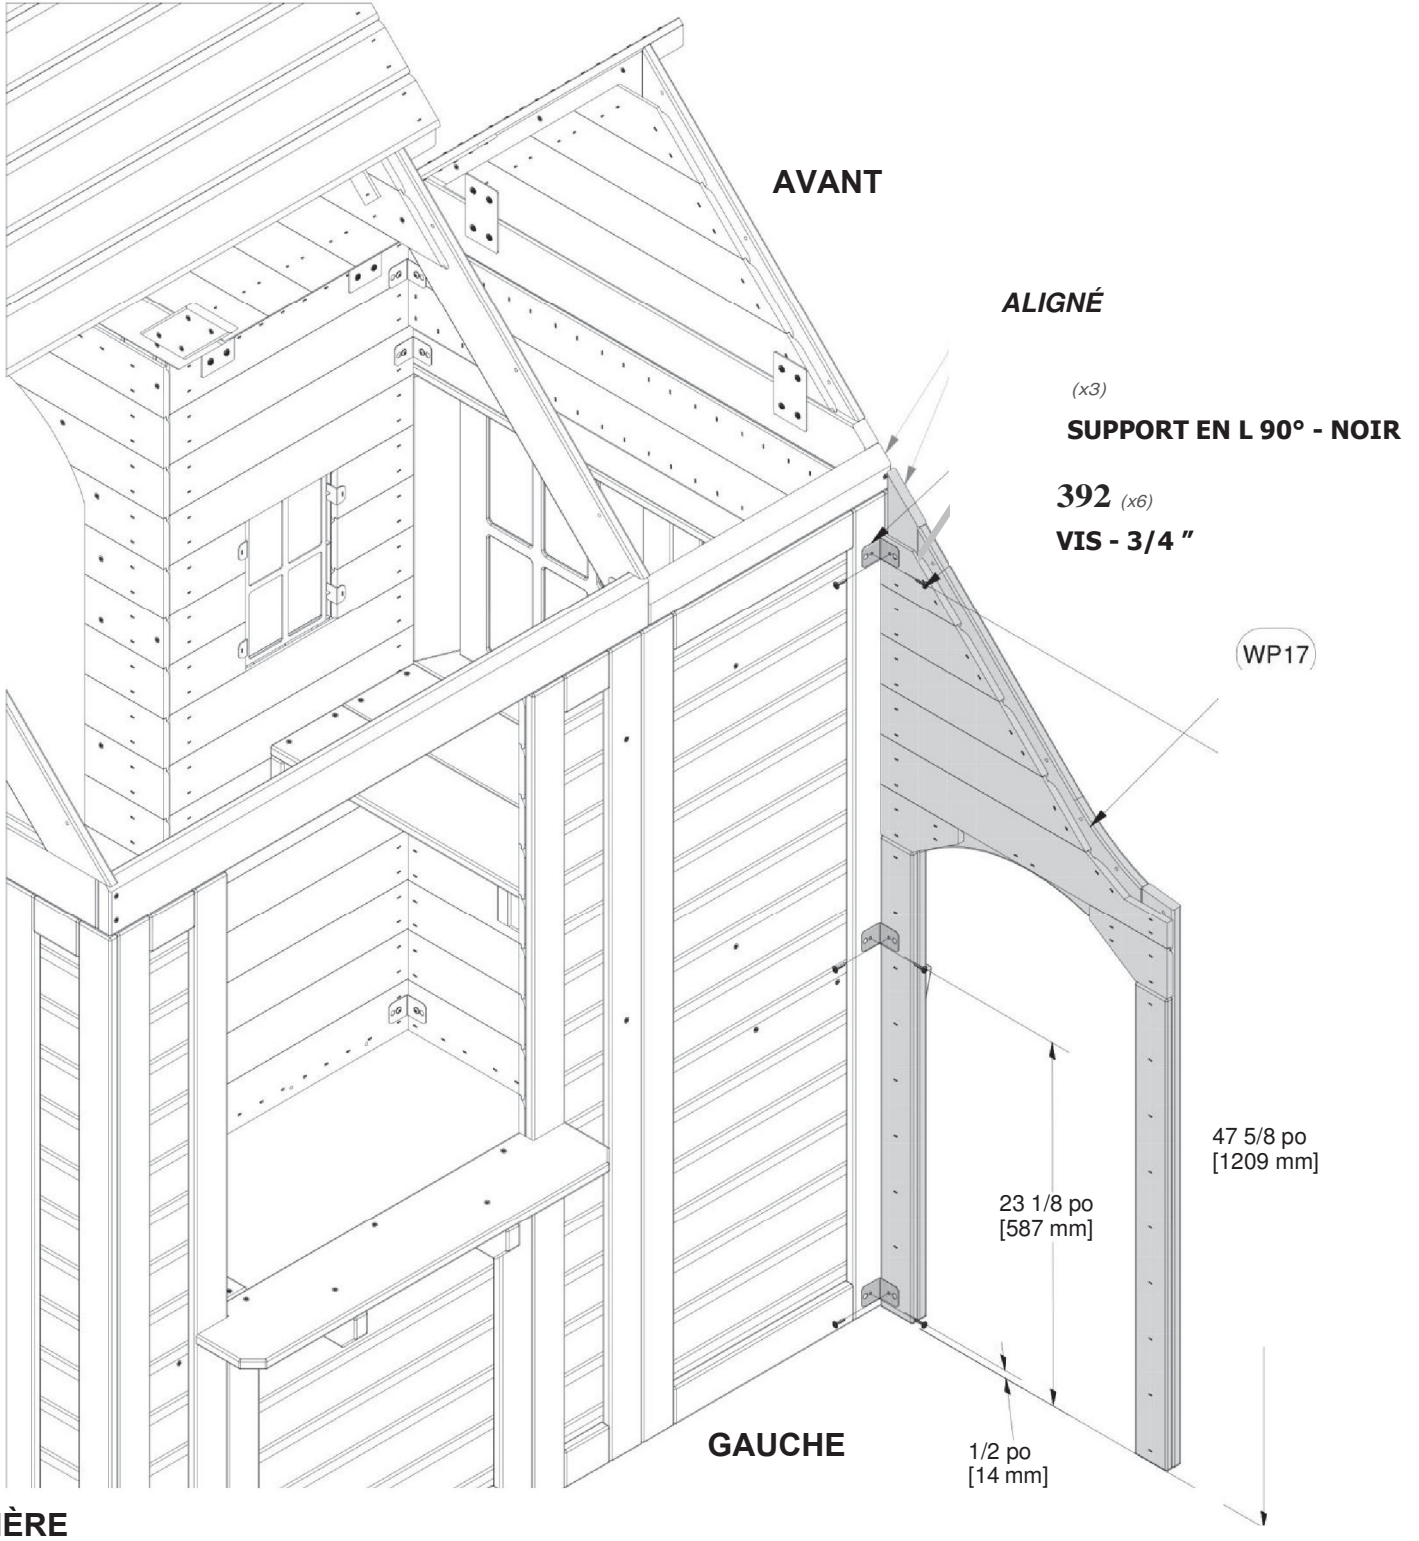 AVANT
ALIGNÉ
(x3)
SUPPORT EN L 90° - NOIR
392 (x6)
VIS - 3/4 ”
WP17
47 5/8 po
[1209 mm]
23 1/8 po
[587 mm]
GAUCHE
1/2 po
[14 mm]
IÈRE